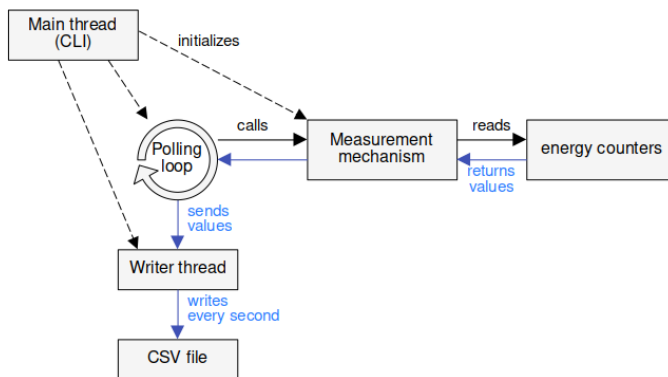 Main thread
(CLI)
initializes
Polling
loop
calls
Measurement
mechanism
reads
energy counters
returns
values
sends
values
Writer thread
writes
every second
CSV file